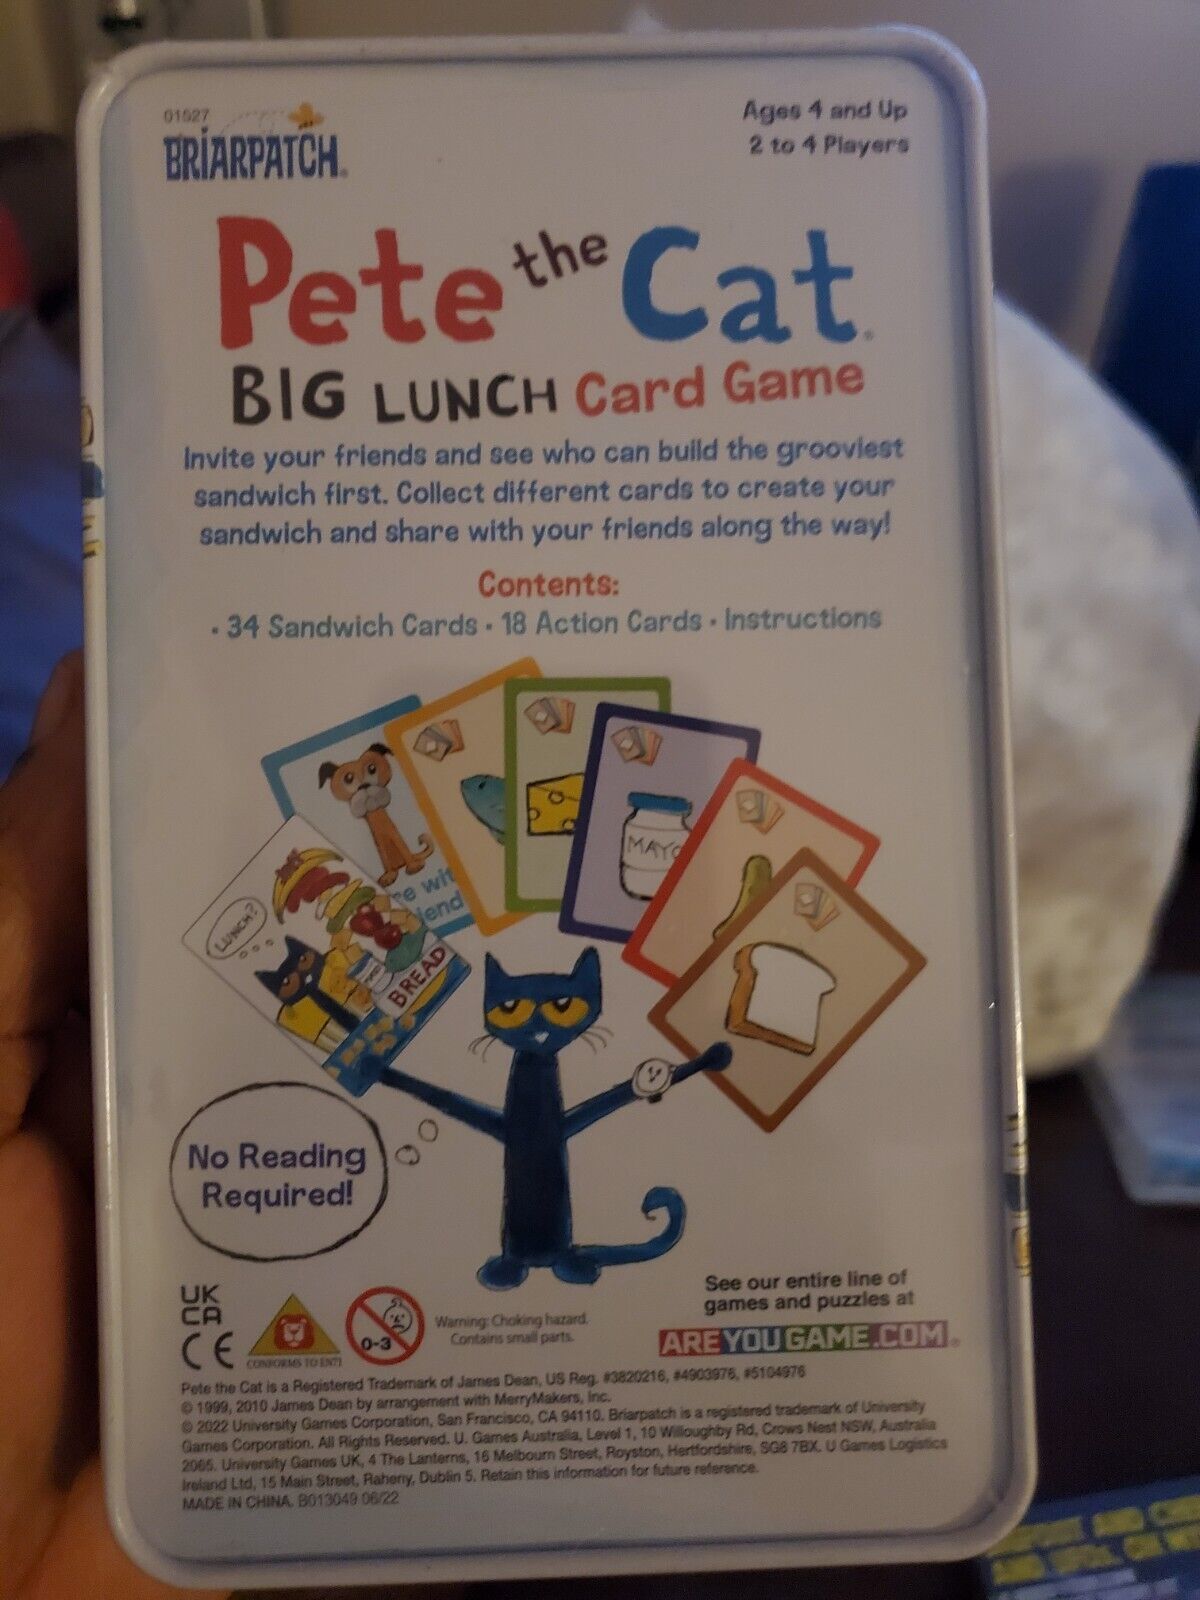 01527
BRIARPATCH®
Ages 4 and Up
2 to 4 Players
Pete the Cat®
BIG LUNCH Card Game
Invite your friends and see who can build the grooviest
sandwich first. Collect different cards to create your
sandwich and share with your friends along the way!
Contents:
• 34 Sandwich Cards • 18 Action Cards • Instructions
MAYO
LUNCH?
BREAD
No Reading
Required!
UK
CA
CE
CONFORMS TO EN71
0-3
Warning: Choking hazard.
Contains small parts.
See our entire line of
games and puzzles at
AREYOUGAME.COM®
Pete the Cat is a Registered Trademark of James Dean, US Reg. #3820216, #4903976, #5104976
© 1999, 2010 James Dean by arrangement with MerryMakers, Inc.
© 2022 University Games Corporation, San Francisco, CA 94110. Briarpatch is a registered trademark of University
Games Corporation. All Rights Reserved. U. Games Australia, Level 1, 10 Willoughby Rd, Crows Nest NSW, Australia
2065. University Games UK, 4 The Lanterns, 16 Melbourn Street, Royston, Hertfordshire, SG8 7BX. U Games Logistics
Ireland Ltd, 15 Main Street, Raheny, Dublin 5. Retain this information for future reference.
MADE IN CHINA. B013049 06/22